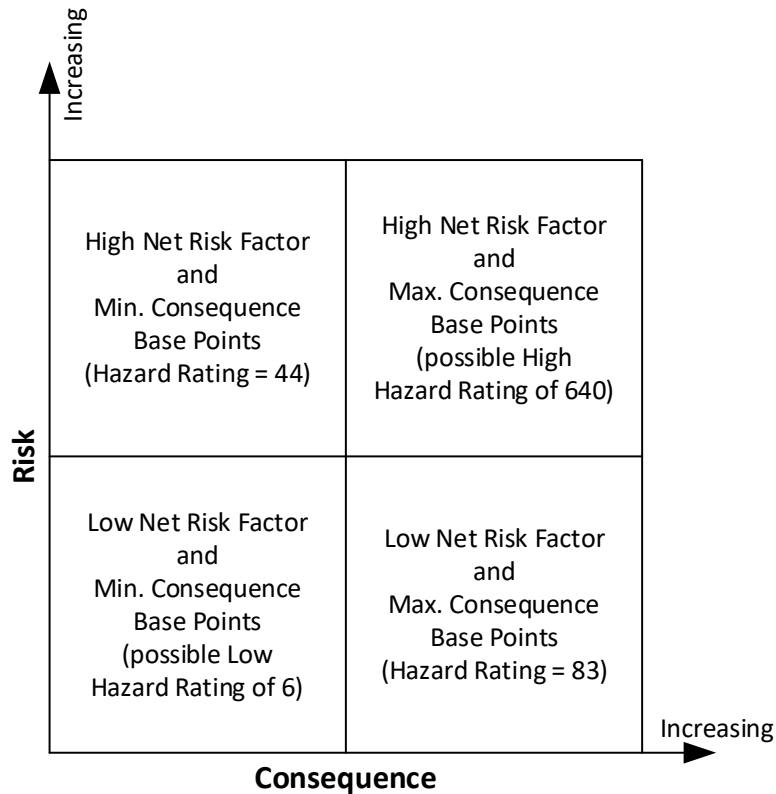 Increasing
High Net Risk Factor
and
Min. Consequence
Base Points
(Hazard Rating = 44)
High Net Risk Factor
and
Max. Consequence
Base Points
(possible High
Hazard Rating of 640)
Risk
Low Net Risk Factor
and
Min. Consequence
Base Points
(possible Low
Hazard Rating of 6)
Low Net Risk Factor
and
Max. Consequence
Base Points
(Hazard Rating = 83)
Increasing
Consequence